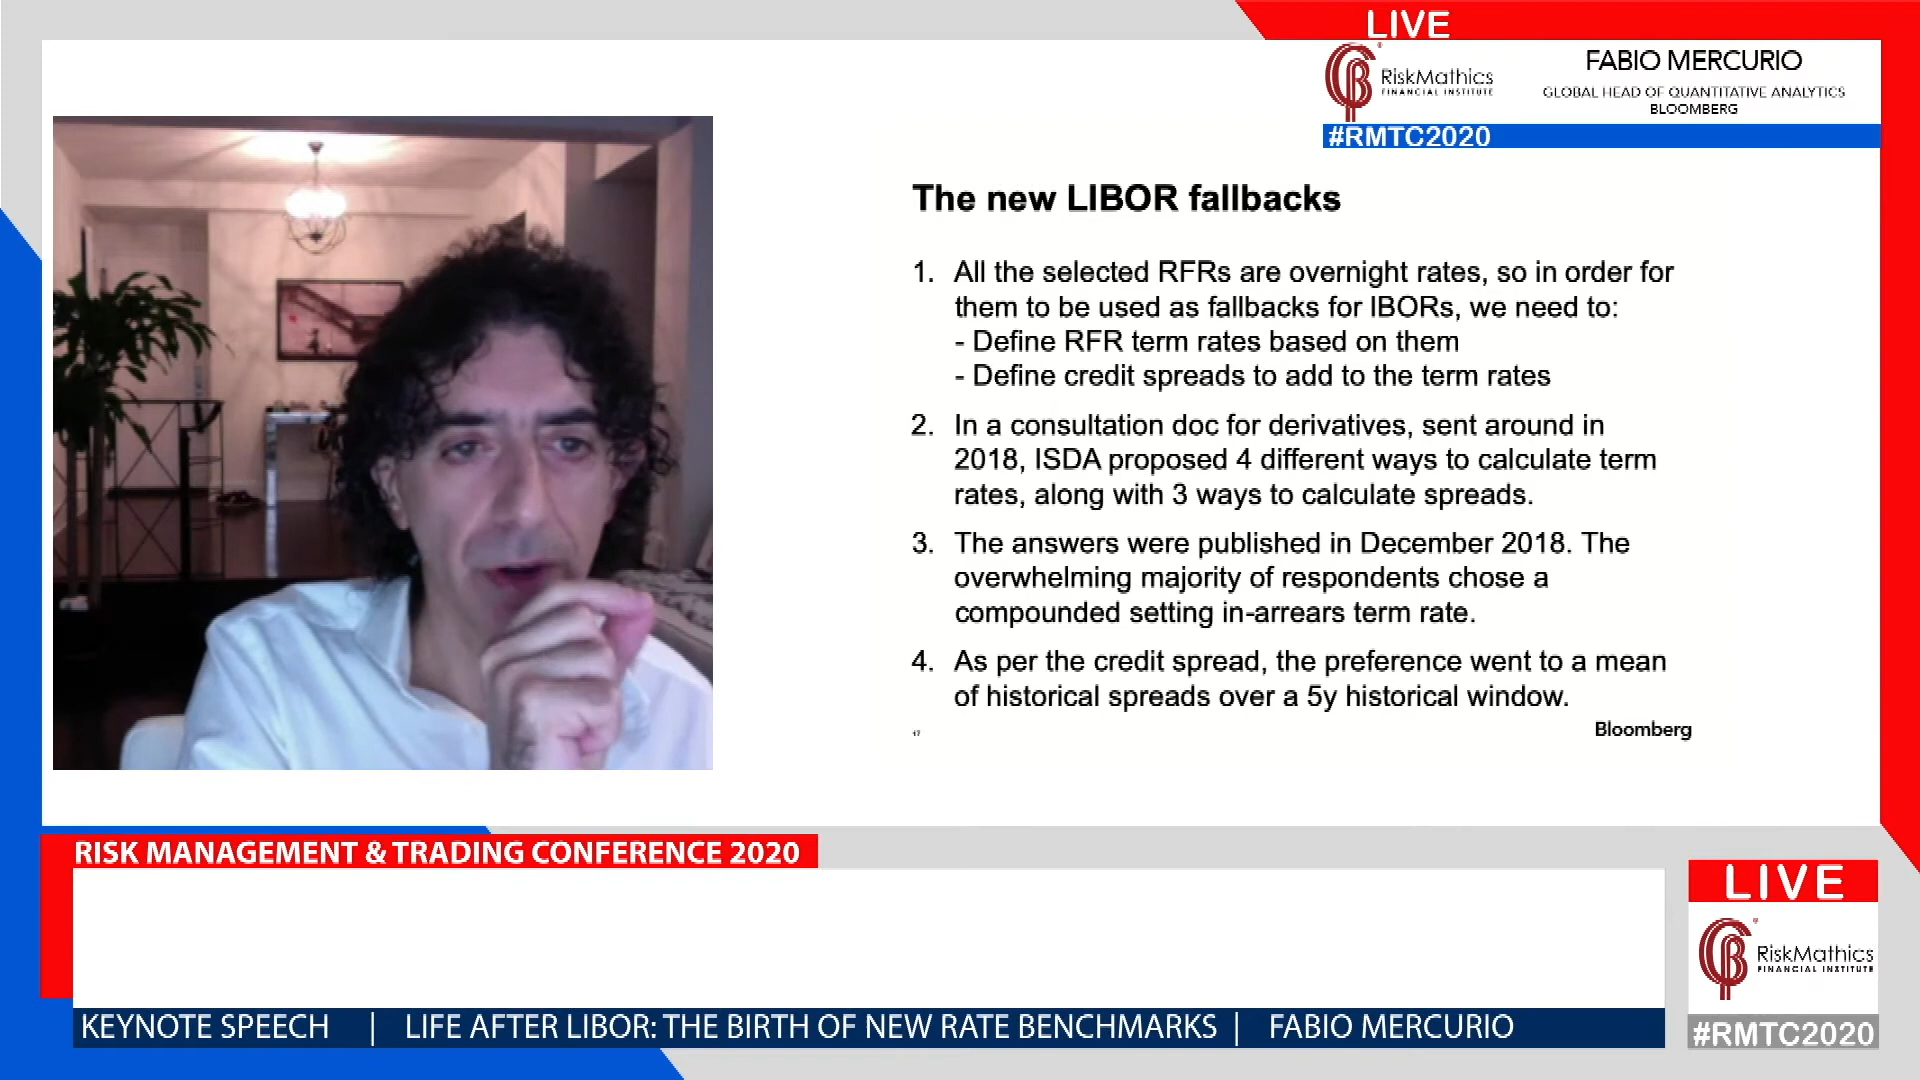 LIVE
RiskMathics
FINANCIAL INSTITUTE
FABIO MERCURIO
GLOBAL HEAD OF QUANTITATIVE ANALYTICS
BLOOMBERG
#RMTC2020
The new LIBOR fallbacks
1. All the selected RFRs are overnight rates, so in order for
them to be used as fallbacks for IBORs, we need to:
- Define RFR term rates based on them
- Define credit spreads to add to the term rates
2. In a consultation doc for derivatives, sent around in
2018, ISDA proposed 4 different ways to calculate term
rates, along with 3 ways to calculate spreads.
3. The answers were published in December 2018. The
overwhelming majority of respondents chose a
compounded setting in-arrears term rate.
4. As per the credit spread, the preference went to a mean
of historical spreads over a 5y historical window.
17
Bloomberg
RISK MANAGEMENT & TRADING CONFERENCE 2020
KEYNOTE SPEECH | LIFE AFTER LIBOR: THE BIRTH OF NEW RATE BENCHMARKS | FABIO MERCURIO
LIVE
RiskMathics
FINANCIAL INSTITUTE
#RMTC2020